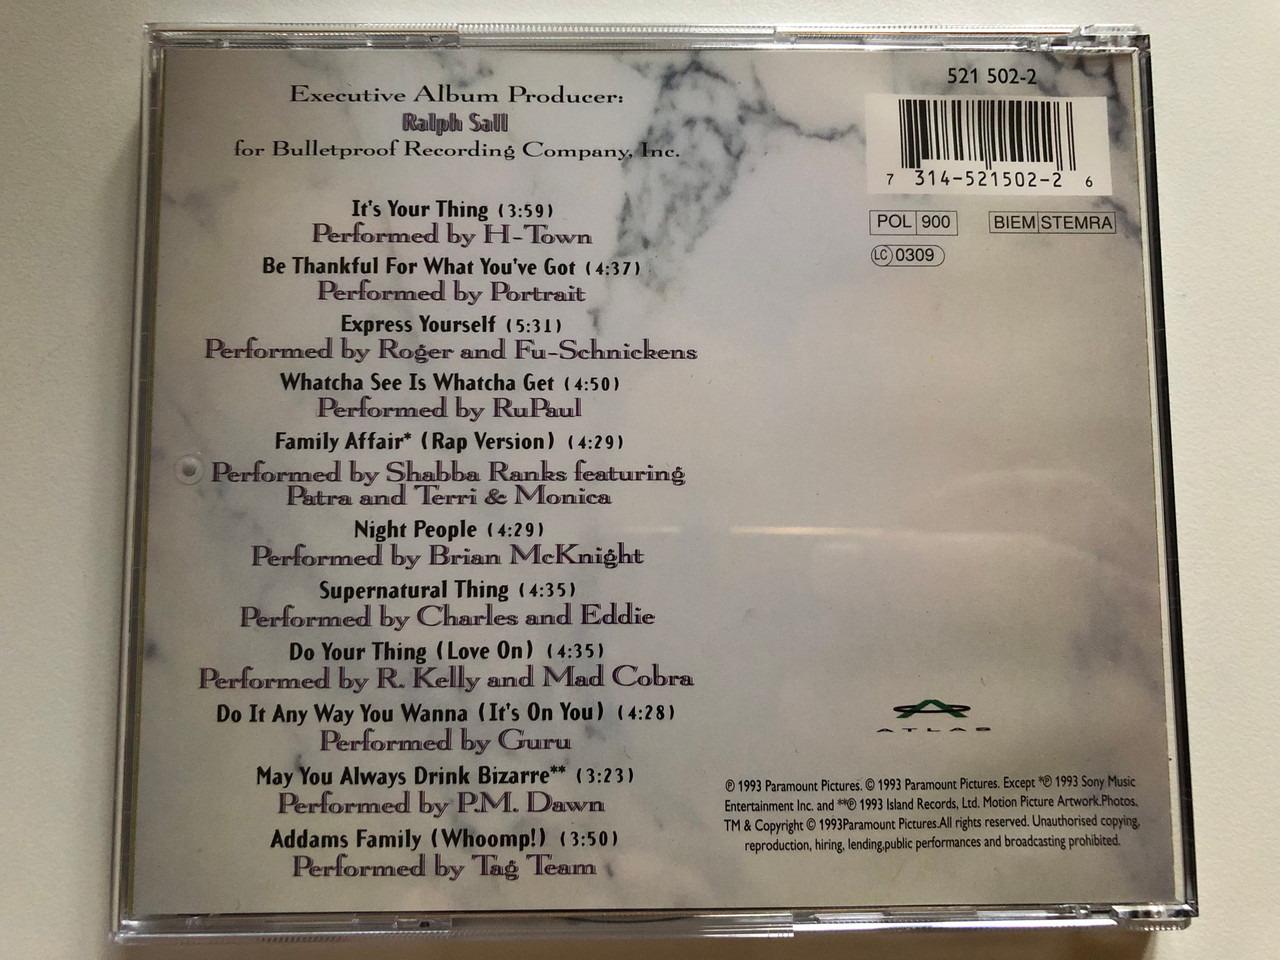 Executive Album Producer:
Ralph Sall
for Bulletproof Recording Company, Inc.
It's Your Thing (3:59)
Performed by H-Town
Be Thankful For What You've Got (4:37)
Performed by Portrait
Express Yourself (5:31)
Performed by Roger and Fu-Schnickens
Whatcha See Is Whatcha Get (4:50)
Performed by RuPaul
Family Affair* (Rap Version) (4:29)
Performed by Shabba Ranks featuring
Patra and Terri & Monica
Night People (4:29)
Performed by Brian McKnight
Supernatural Thing (4:35)
Performed by Charles and Eddie
Do Your Thing (Love On) (4:35)
Performed by R. Kelly and Mad Cobra
Do It Any Way You Wanna (It's On You) (4:28)
Performed by Guru
May You Always Drink Bizarre** (3:23)
Performed by P.M. Dawn
Addams Family (Whoomp!) (3:50)
Performed by Tag Team
521 502-2
7 314-521502-2 6
POL 900 BIEM STEMRA
LC 0309
ATLAS
℗ 1993 Paramount Pictures. © 1993 Paramount Pictures. Except *℗ 1993 Sony Music
Entertainment Inc. and **℗ 1993 Island Records, Ltd. Motion Picture Artwork.Photos,
TM & Copyright © 1993Paramount Pictures.All rights reserved. Unauthorised copying,
reproduction, hiring, lending,public performances and broadcasting prohibited.